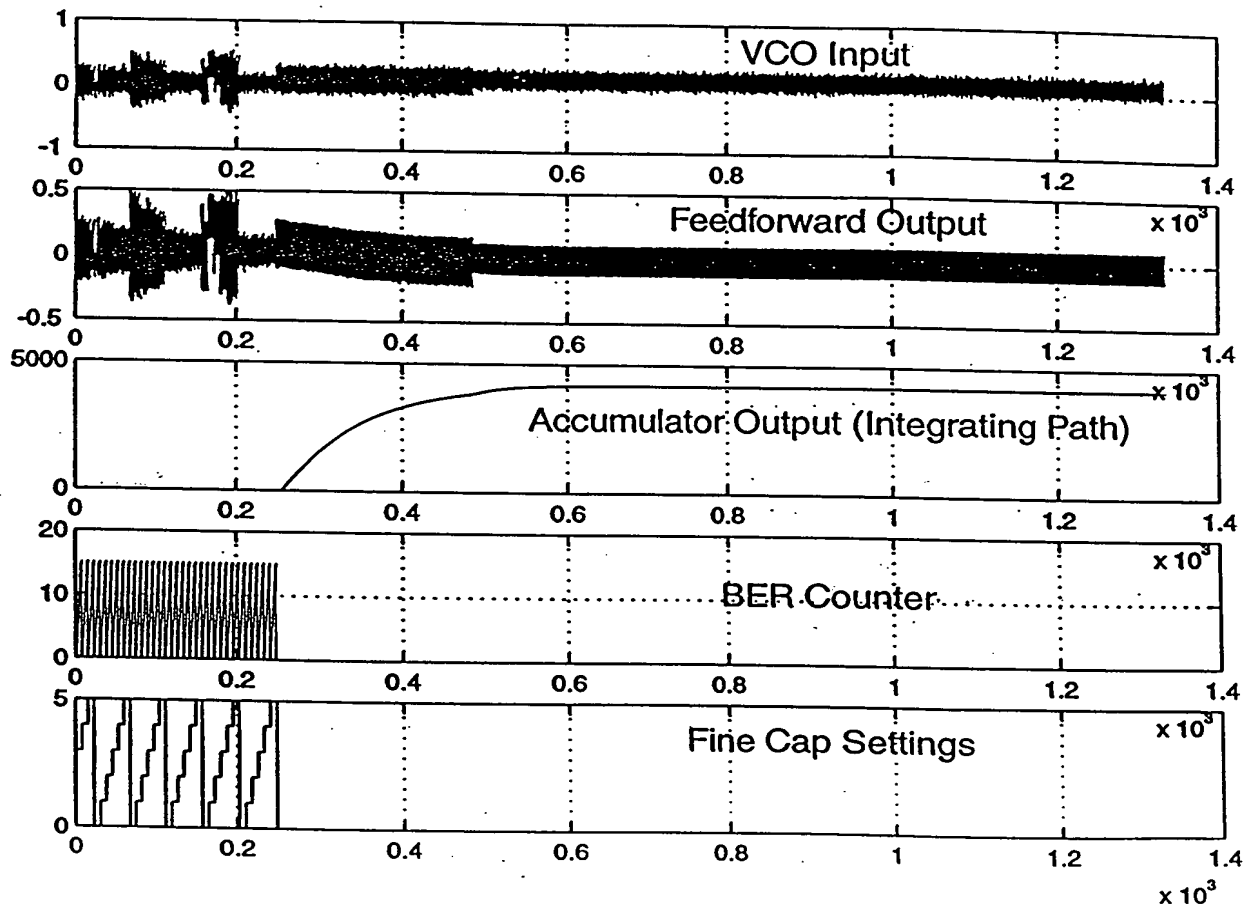 1
VCO Input
0
-1
0 0.2 0.4 0.6 0.8 1 1.2 1.4
0.5
Feedforward Output
x 10³
0
-0.5
0 0.2 0.4 0.6 0.8 1 1.2 1.4
5000
x 10³
Accumulator Output (Integrating Path)
0
0 0.2 0.4 0.6 0.8 1 1.2 1.4
20
x 10³
10
BER Counter
0
0 0.2 0.4 0.6 0.8 1 1.2 1.4
5
x 10³
Fine Cap Settings
0
0 0.2 0.4 0.6 0.8 1 1.2 1.4
x 10³